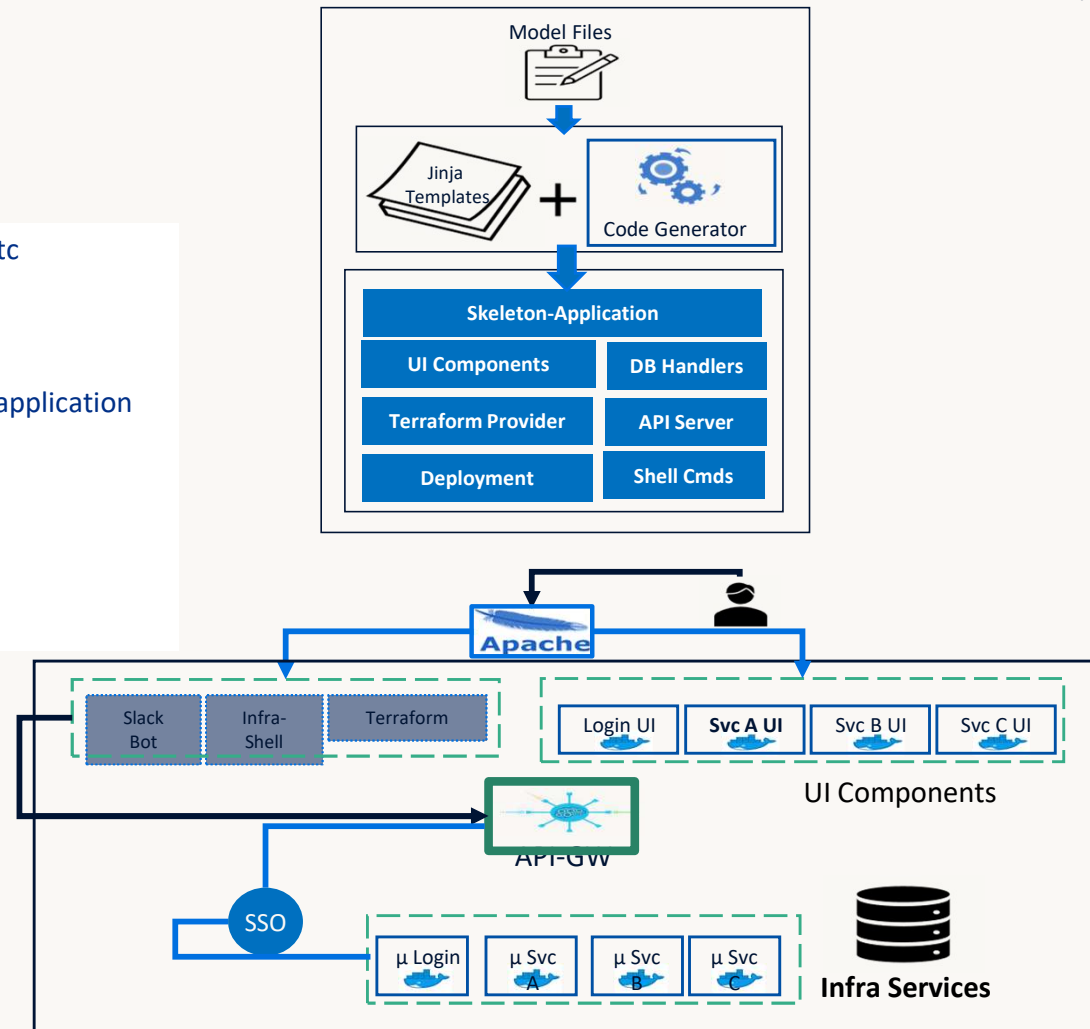 Model Files
Jinja
Templates
+
Code Generator
tc
application
Skeleton-Application
UI Components
DB Handlers
Terraform Provider
API Server
Deployment
Shell Cmds
Apache
Slack
Bot
Infra-
Shell
Terraform
Login UI
Svc A UI
Svc B UI
Svc C UI
UI Components
API-GW
SSO
µ Login
µ Svc
A
µ Svc
B
µ Svc
C
Infra Services